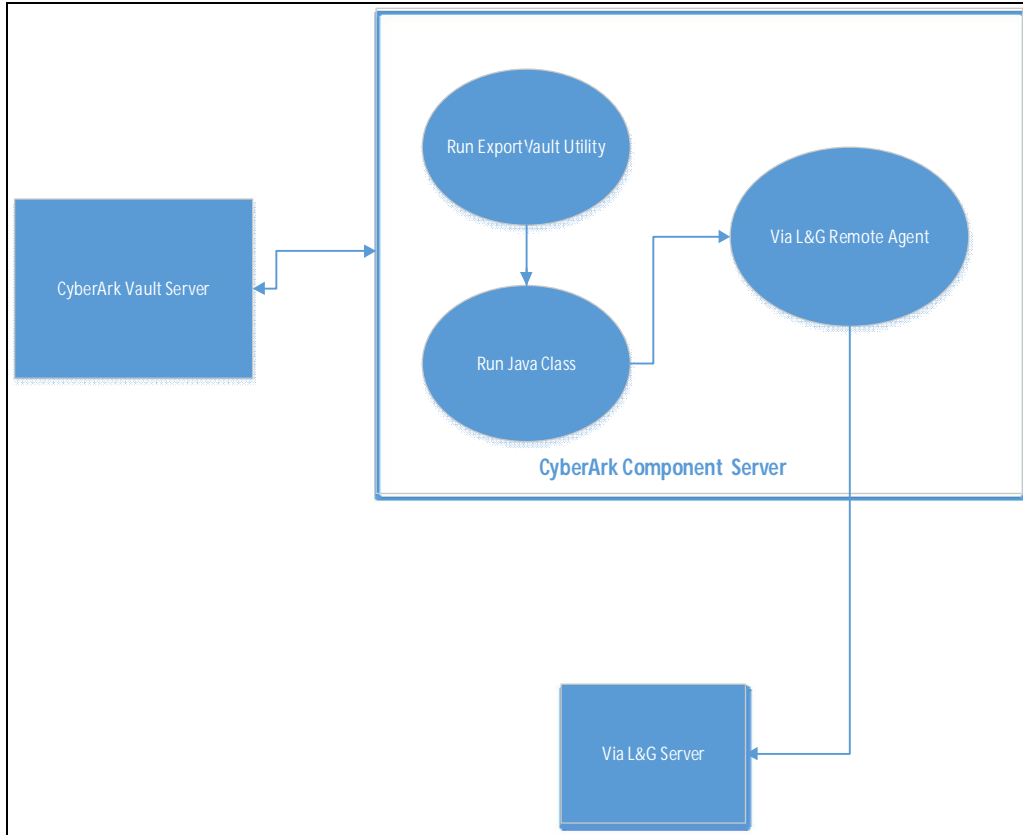 Run ExportVault Utility
Via L&G Remote Agent
CyberArk Vault Server
Run Java Class
CyberArk Component Server
Via L&G Server